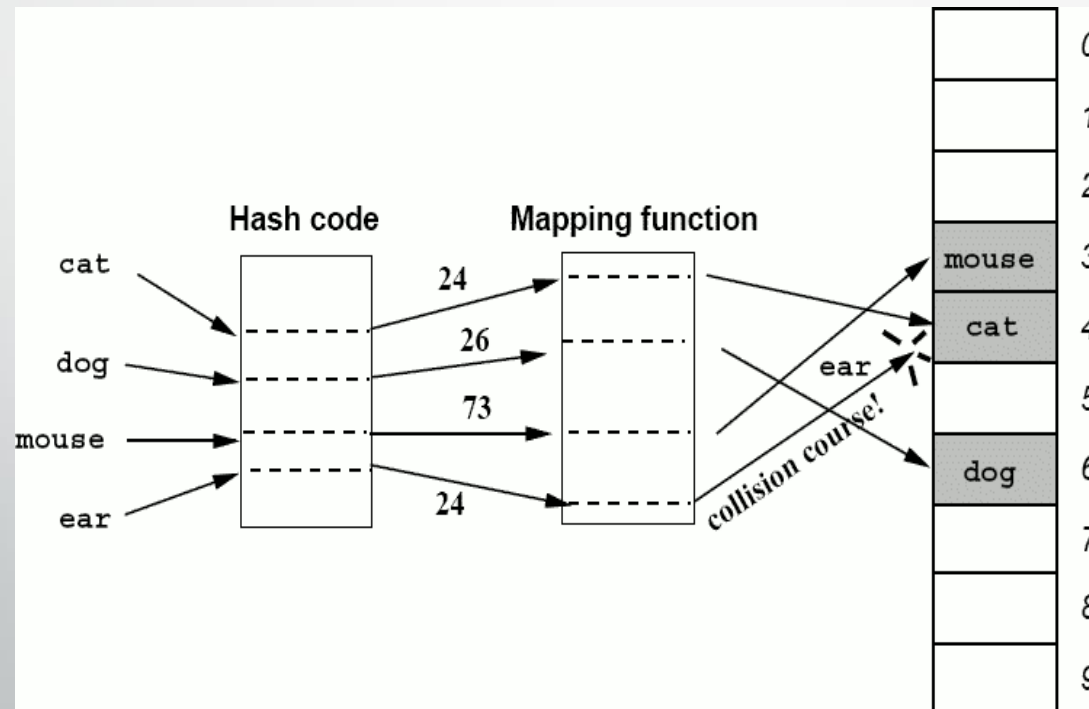 Hash code
Mapping function
cat
dog
mouse
ear
24
26
73
24
ear
collision course!
0
1
2
mouse 3
cat 4
5
dog 6
7
8
9